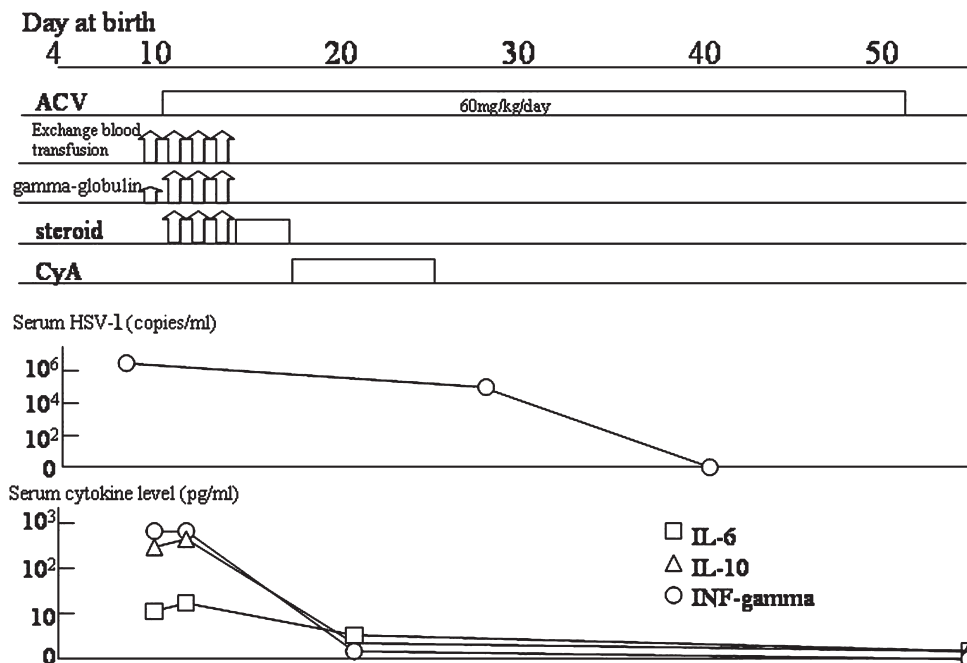 Day at birth
4 10 20 30 40 50
ACV 60mg/kg/day
Exchange blood
transfusion
gamma-globulin
steroid
CyA
Serum HSV-1 (copies/ml)
10⁶
10⁴
10²
0
Serum cytokine level (pg/ml)
10³
10²
10
0
IL-6
IL-10
INF-gamma